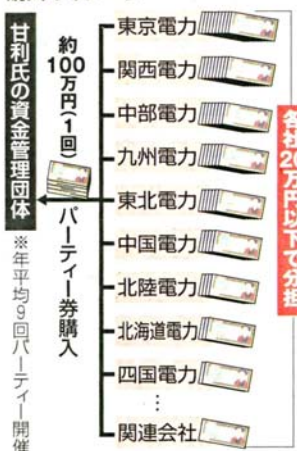 東京電力
関西電力
中部電力
九州電力
東北電力
中国電力
北陸電力
北海道電力
四国電力
…
関連会社
各社20万円以下で分担
約100万円(1回)
パーティー券購入
甘利氏の資金管理団体
※年平均9回パーティー開催